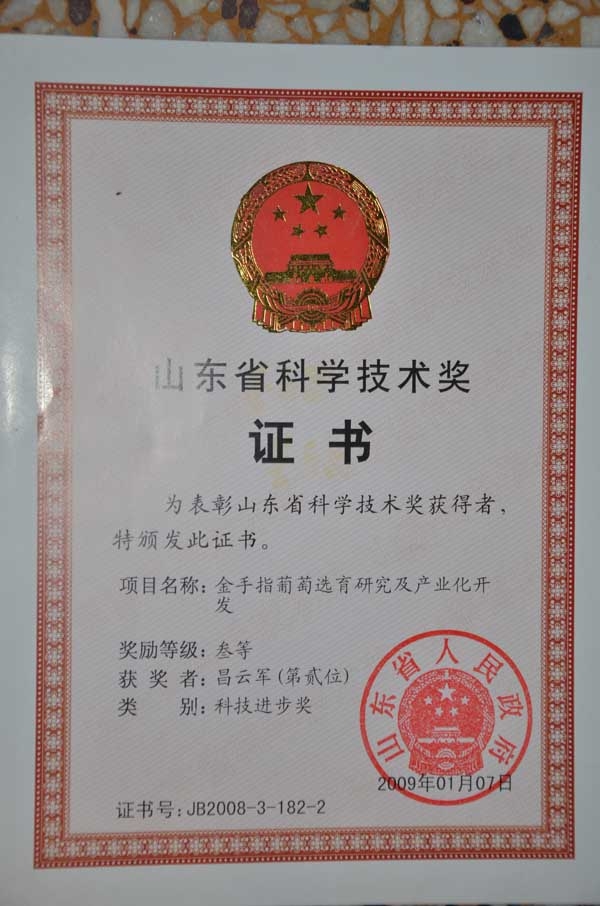 山东省科学技术奖
证书
为表彰山东省科学技术奖获得者，
特颁发此证书。
项目名称：金手指葡萄选育研究及产业化开
发
奖励等级：叁等
获 奖 者：昌云军(第贰位)
类 别：科技进步奖
山东省人民政府
2009年01月07日
证书号：JB2008-3-182-2